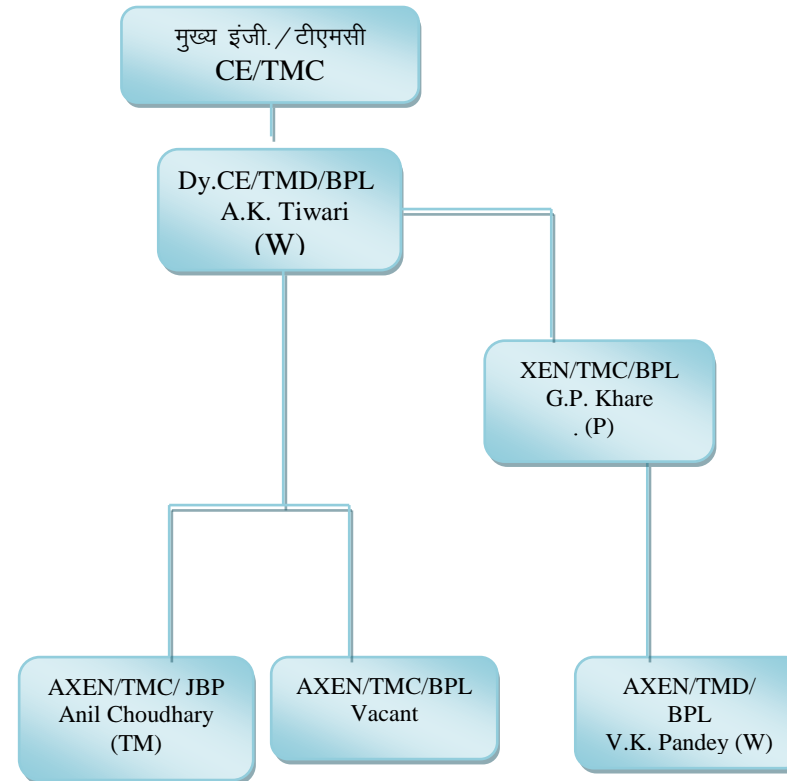 मुख्य इंजी. / टीएमसी
CE/TMC
Dy.CE/TMD/BPL
A.K. Tiwari
(W)
XEN/TMC/BPL
G.P. Khare
. (P)
AXEN/TMC/ JBP
Anil Choudhary
(TM)
AXEN/TMC/BPL
Vacant
AXEN/TMD/
BPL
V.K. Pandey (W)